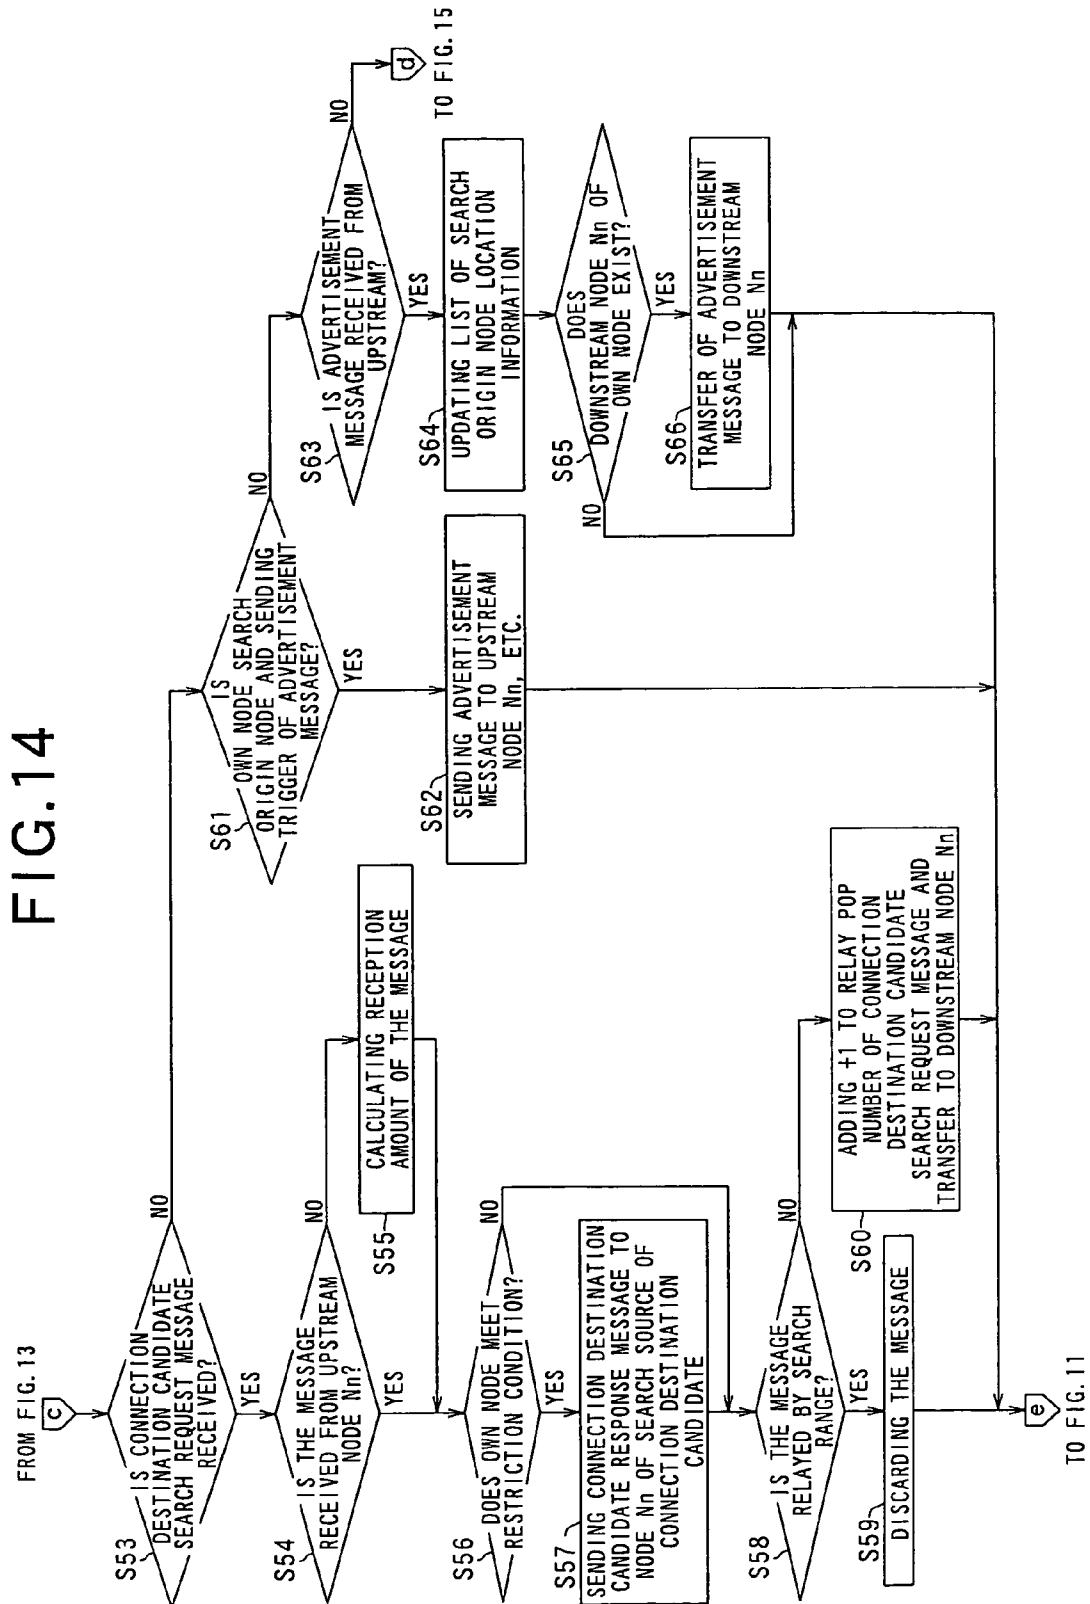 FIG.14
FROM FIG.13
c
S53
IS CONNECTION
DESTINATION CANDIDATE
SEARCH REQUEST MESSAGE
RECEIVED?
NO
YES
S54
IS THE MESSAGE
RECEIVED FROM UPSTREAM
NODE Nn?
NO
YES
S55
CALCULATING RECEPTION
AMOUNT OF THE MESSAGE
S56
DOES OWN NODE MEET
RESTRICTION CONDITION?
NO
YES
S57
SENDING CONNECTION DESTINATION
CANDIDATE RESPONSE MESSAGE TO
NODE Nn OF SEARCH SOURCE OF
CONNECTION DESTINATION
CANDIDATE
S58
IS THE MESSAGE
RELAYED BY SEARCH
RANGE?
NO
YES
S59
DISCARDING THE MESSAGE
S60
ADDING +1 TO RELAY POP
NUMBER OF CONNECTION
DESTINATION CANDIDATE
SEARCH REQUEST MESSAGE AND
TRANSFER TO DOWNSTREAM NODE Nn
S61
IS
OWN NODE SEARCH
ORIGIN NODE AND SENDING
TRIGGER OF ADVERTISEMENT
MESSAGE?
NO
YES
S62
SENDING ADVERTISEMENT
MESSAGE TO UPSTREAM
NODE Nn, ETC.
S63
IS ADVERTISEMENT
MESSAGE RECEIVED FROM
UPSTREAM?
NO
d
TO FIG.15
YES
S64
UPDATING LIST OF SEARCH
ORIGIN NODE LOCATION
INFORMATION
S65
DOES
DOWNSTREAM NODE Nn OF
OWN NODE EXIST?
NO
YES
S66
TRANSFER OF ADVERTISEMENT
MESSAGE TO DOWNSTREAM
NODE Nn
e
TO FIG.11